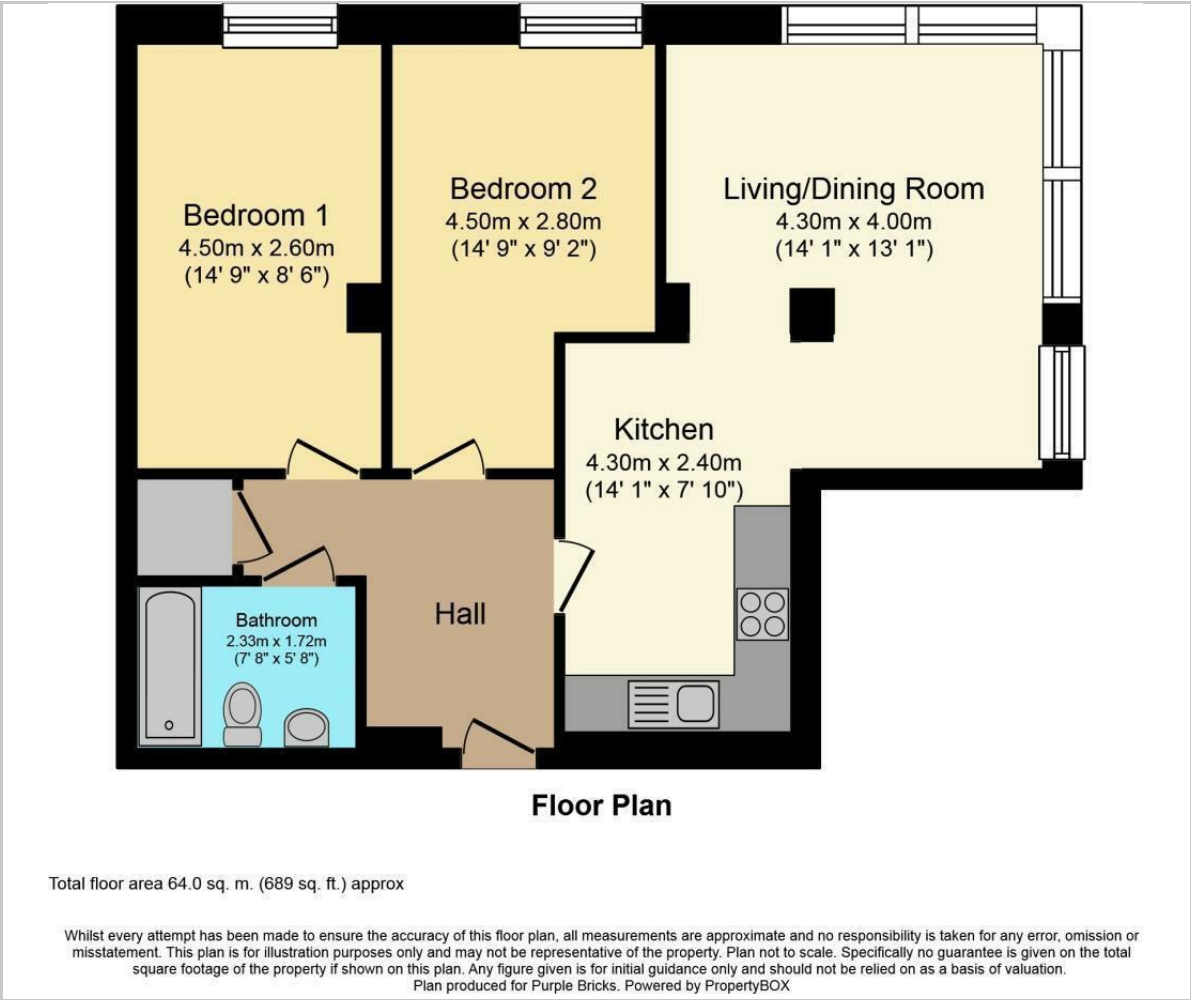 Bedroom 1
4.50m x 2.60m
(14' 9" x 8' 6")
Bedroom 2
4.50m x 2.80m
(14' 9" x 9' 2")
Living/Dining Room
4.30m x 4.00m
(14' 1" x 13' 1")
Kitchen
4.30m x 2.40m
(14' 1" x 7' 10")
Hall
Bathroom
2.33m x 1.72m
(7' 8" x 5' 8")
Floor Plan
Total floor area 64.0 sq. m. (689 sq. ft.) approx
Whilst every attempt has been made to ensure the accuracy of this floor plan, all measurements are approximate and no responsibility is taken for any error, omission or
misstatement. This plan is for illustration purposes only and may not be representative of the property. Plan not to scale. Specifically no guarantee is given on the total
square footage of the property if shown on this plan. Any figure given is for initial guidance only and should not be relied on as a basis of valuation.
Plan produced for Purple Bricks. Powered by PropertyBOX